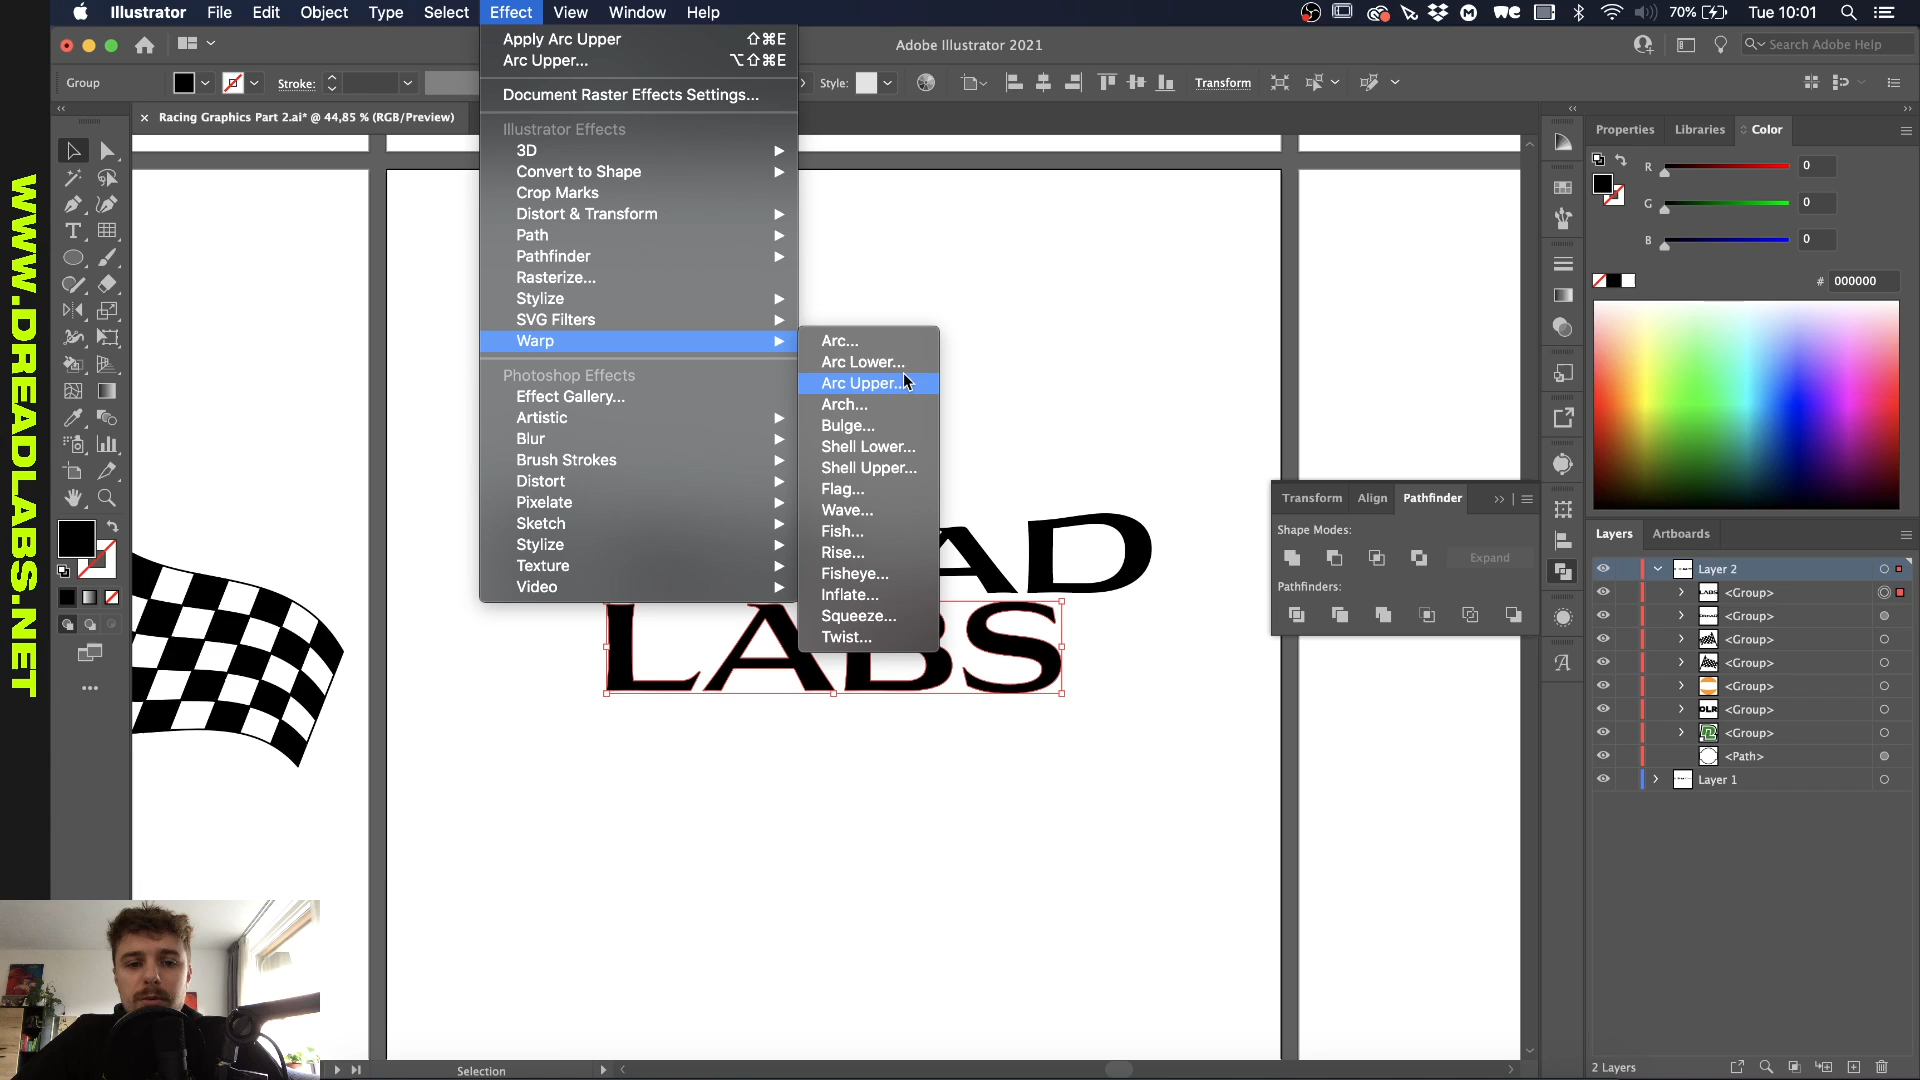 Illustrator File Edit Object Type Select Effect View Window Help
70% Tue 10:01
Adobe Illustrator 2021
Search Adobe Help
Group
Stroke:
Style:
Transform
Racing Graphics Part 2.ai* @ 44,85 % (RGB/Preview)
Apply Arc Upper ⇧⌘E
Arc Upper... ⌥⇧⌘E
Document Raster Effects Settings...
Illustrator Effects
3D
Convert to Shape
Crop Marks
Distort & Transform
Path
Pathfinder
Rasterize...
Stylize
SVG Filters
Warp
Photoshop Effects
Effect Gallery...
Artistic
Blur
Brush Strokes
Distort
Pixelate
Sketch
Stylize
Texture
Video
Arc...
Arc Lower...
Arc Upper...
Arch...
Bulge...
Shell Lower...
Shell Upper...
Flag...
Wave...
Fish...
Rise...
Fisheye...
Inflate...
Squeeze...
Twist...
AD
LABS
WWW.DREADLABS.NET
Transform Align Pathfinder
Shape Modes:
Expand
Pathfinders:
Properties Libraries Color
R 0
G 0
B 0
# 000000
Layers Artboards
Layer 2
LABS <Group>
<Group>
<Group>
<Group>
<Group>
DLR <Group>
<Group>
<Path>
Layer 1
2 Layers
Selection